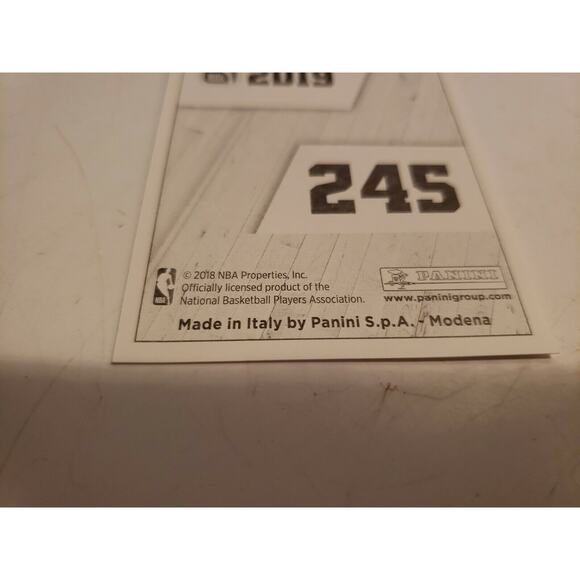 2019
245
© 2018 NBA Properties, Inc.
Officially licensed product of the
National Basketball Players Association.
NBA
PANINI
www.paninigroup.com
Made in Italy by Panini S.p.A. - Modena